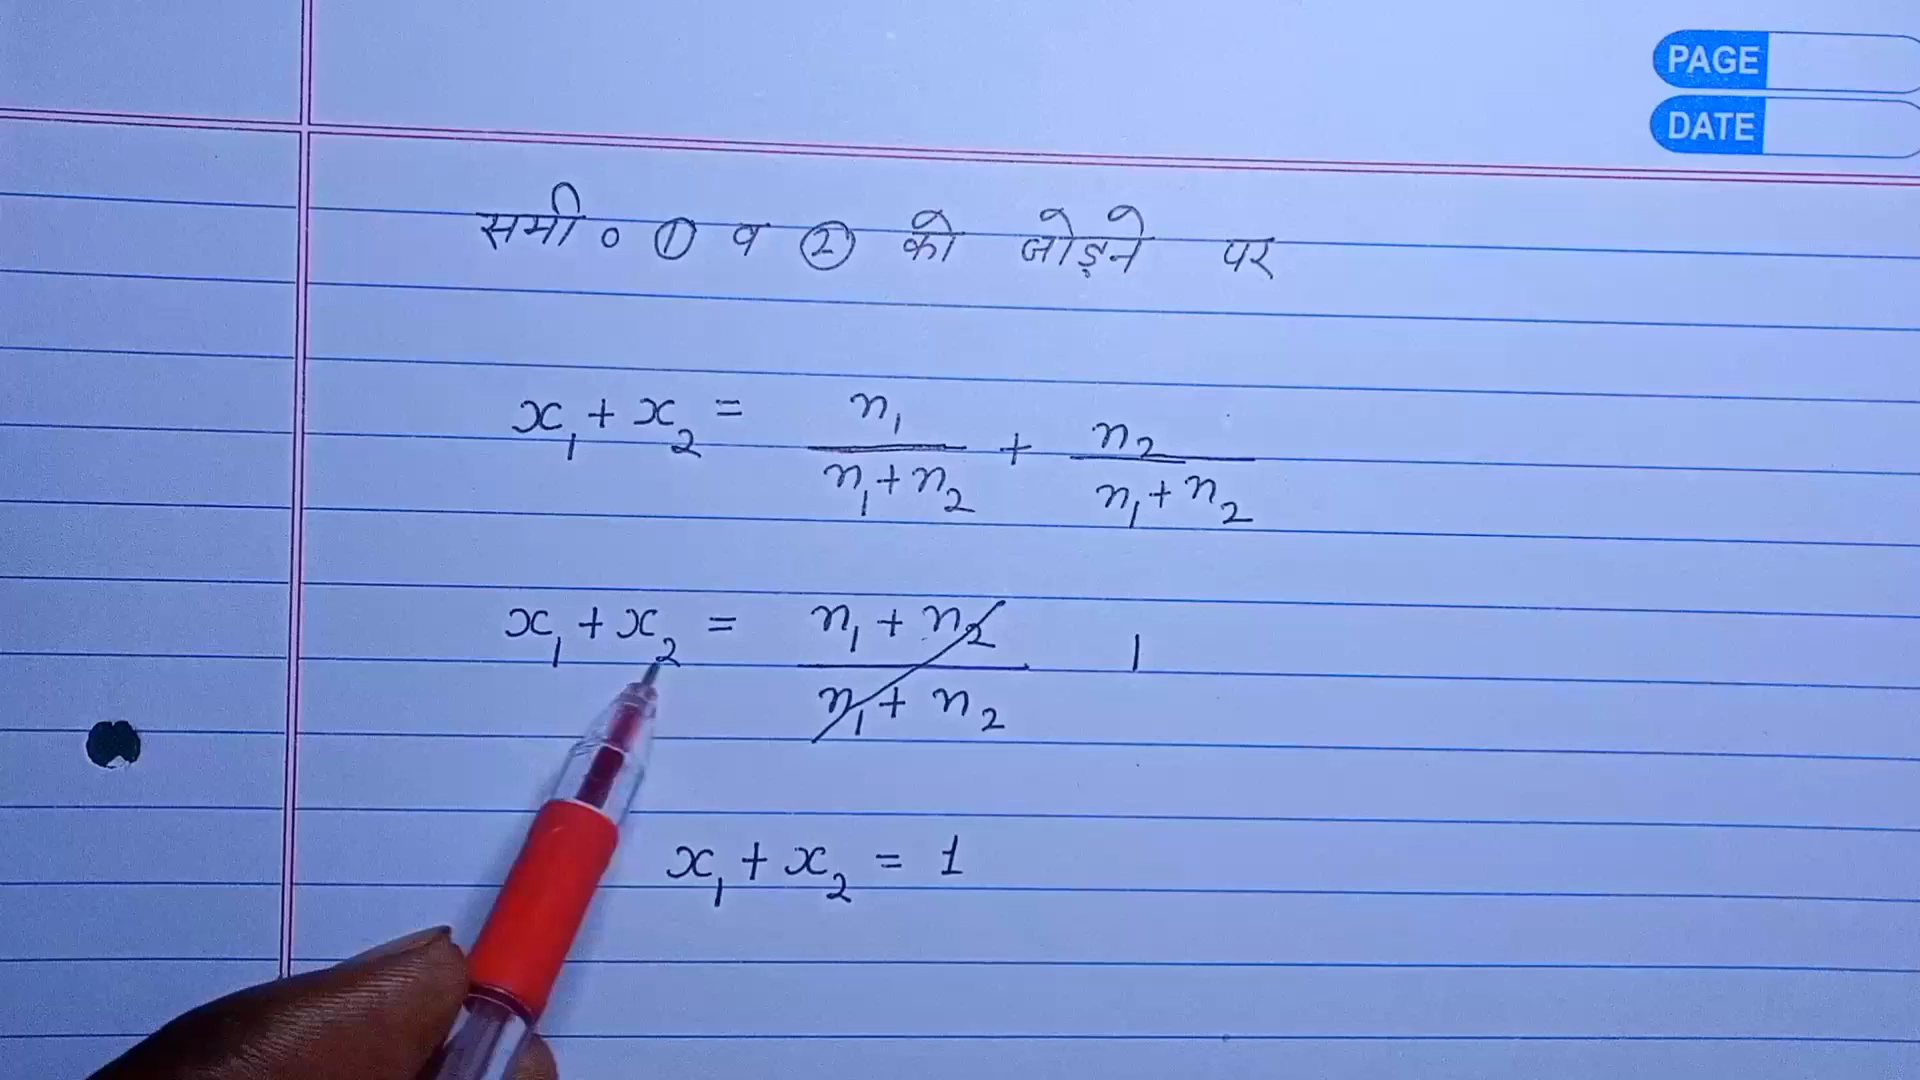 PAGE
DATE
समी० ① व ② को जोड़ने पर
x₁ + x₂ = n₁/(n₁+n₂) + n₂/(n₁+n₂)
x₁ + x₂ = (n₁ + n₂)/(n₁ + n₂) 1
x₁ + x₂ = 1